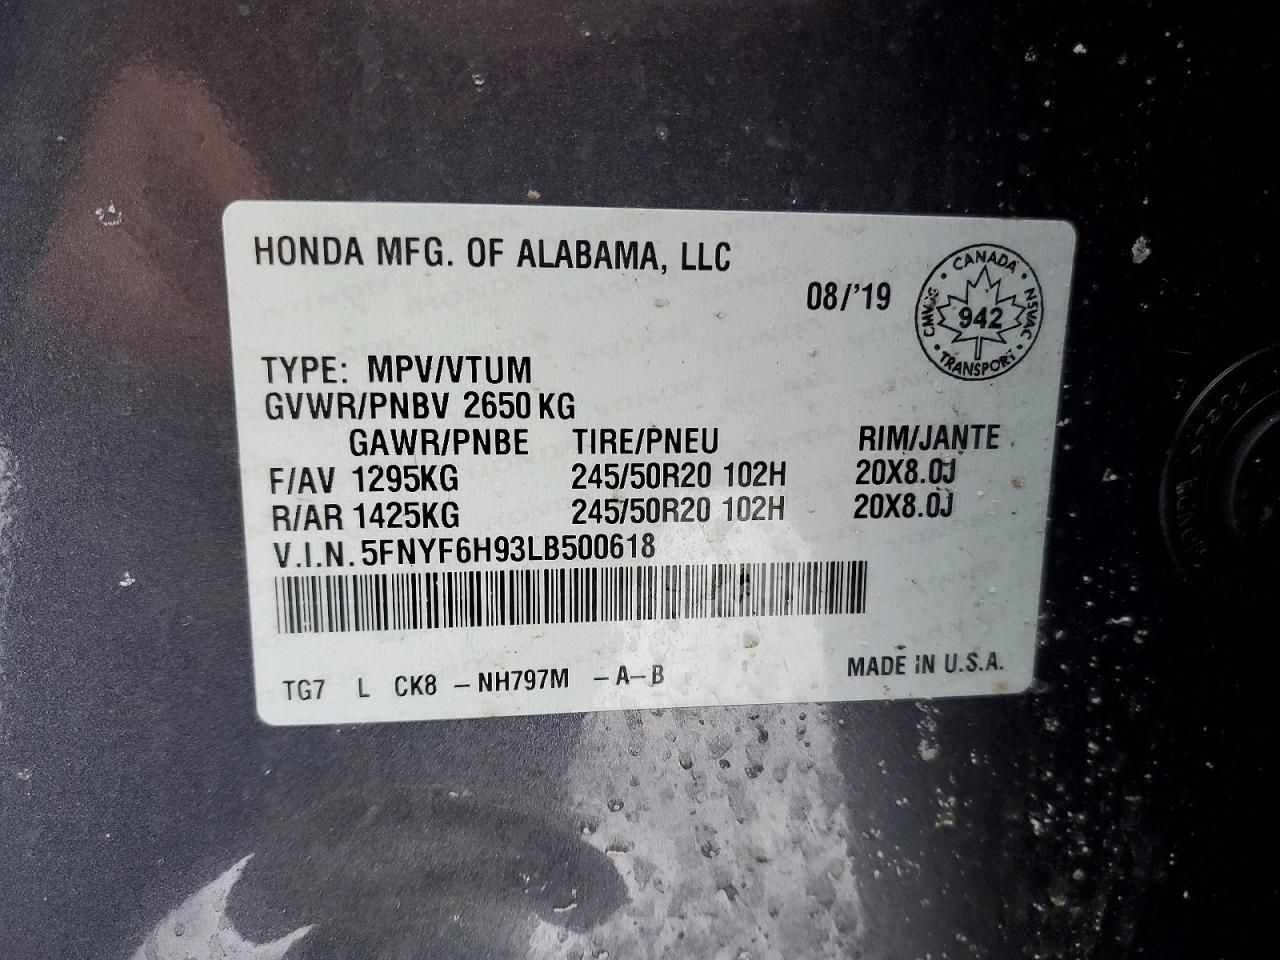 HONDA MFG. OF ALABAMA, LLC
08/'19
CANADA
CMVSS 942 NSVAC
TRANSPORT
TYPE: MPV/VTUM
GVWR/PNBV 2650 KG
GAWR/PNBE TIRE/PNEU RIM/JANTE
F/AV 1295KG 245/50R20 102H 20X8.0J
R/AR 1425KG 245/50R20 102H 20X8.0J
V.I.N. 5FNYF6H93LB500618
TG7 L CK8 -NH797M -A-B MADE IN U.S.A.